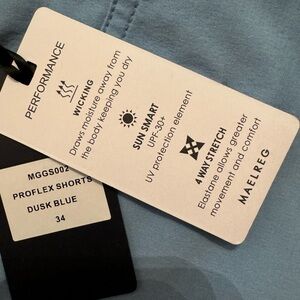 PERFORMANCE
WICKING
Draws moisture away from
the body keeping you dry
SUN SMART
UPF-30+
UV protection element
4 WAY STRETCH
Elastane allows greater
movement and comfort
MAELREG
MGGS002
PROFLEX SHORTS
DUSK BLUE
34